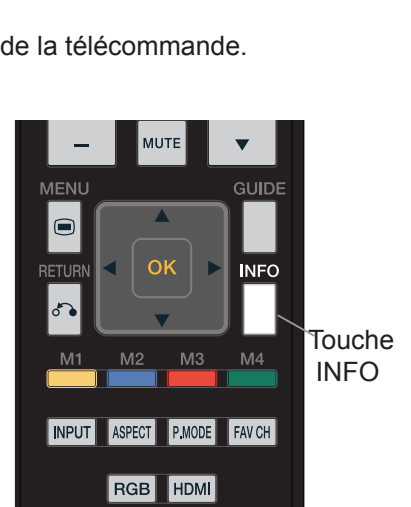 de la télécommande.
– MUTE ▼
MENU GUIDE
OK
RETURN INFO
Touche
INFO
M1 M2 M3 M4
INPUT ASPECT P.MODE FAV CH
RGB HDMI